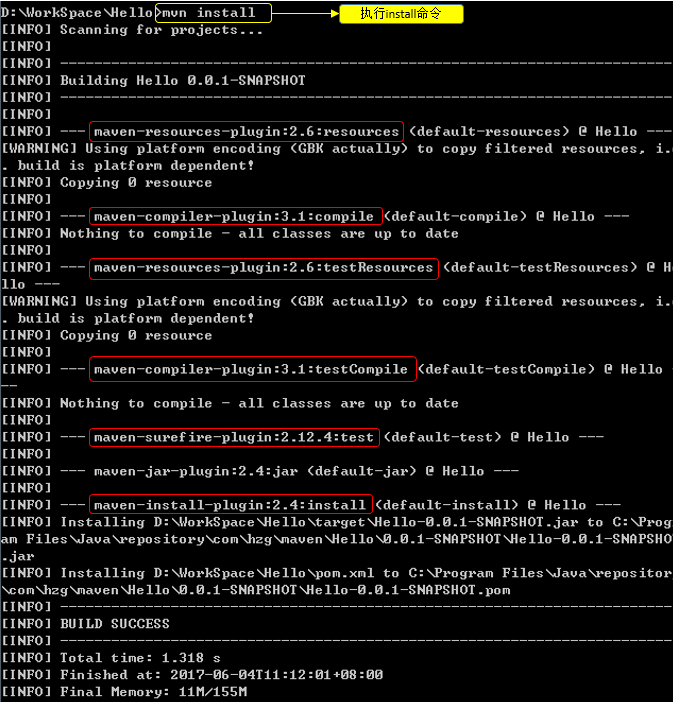 D:\WorkSpace\Hello>mvn install 执行install命令
[INFO] Scanning for projects...
[INFO]
[INFO] ------------------------------------------------------------------------
[INFO] Building Hello 0.0.1-SNAPSHOT
[INFO] ------------------------------------------------------------------------
[INFO]
[INFO] --- maven-resources-plugin:2.6:resources (default-resources) @ Hello ---
[WARNING] Using platform encoding (GBK actually) to copy filtered resources, i.e
. build is platform dependent!
[INFO] Copying 0 resource
[INFO]
[INFO] --- maven-compiler-plugin:3.1:compile (default-compile) @ Hello ---
[INFO] Nothing to compile - all classes are up to date
[INFO]
[INFO] --- maven-resources-plugin:2.6:testResources (default-testResources) @ He
llo ---
[WARNING] Using platform encoding (GBK actually) to copy filtered resources, i.e
. build is platform dependent!
[INFO] Copying 0 resource
[INFO]
[INFO] --- maven-compiler-plugin:3.1:testCompile (default-testCompile) @ Hello -
--
[INFO] Nothing to compile - all classes are up to date
[INFO]
[INFO] --- maven-surefire-plugin:2.12.4:test (default-test) @ Hello ---
[INFO]
[INFO] --- maven-jar-plugin:2.4:jar (default-jar) @ Hello ---
[INFO]
[INFO] --- maven-install-plugin:2.4:install (default-install) @ Hello ---
[INFO] Installing D:\WorkSpace\Hello\target\Hello-0.0.1-SNAPSHOT.jar to C:\Progr
am Files\Java\repository\com\hzg\maven\Hello\0.0.1-SNAPSHOT\Hello-0.0.1-SNAPSHOT
.jar
[INFO] Installing D:\WorkSpace\Hello\pom.xml to C:\Program Files\Java\repository
\com\hzg\maven\Hello\0.0.1-SNAPSHOT\Hello-0.0.1-SNAPSHOT.pom
[INFO] ------------------------------------------------------------------------
[INFO] BUILD SUCCESS
[INFO] ------------------------------------------------------------------------
[INFO] Total time: 1.318 s
[INFO] Finished at: 2017-06-04T11:12:01+08:00
[INFO] Final Memory: 11M/155M